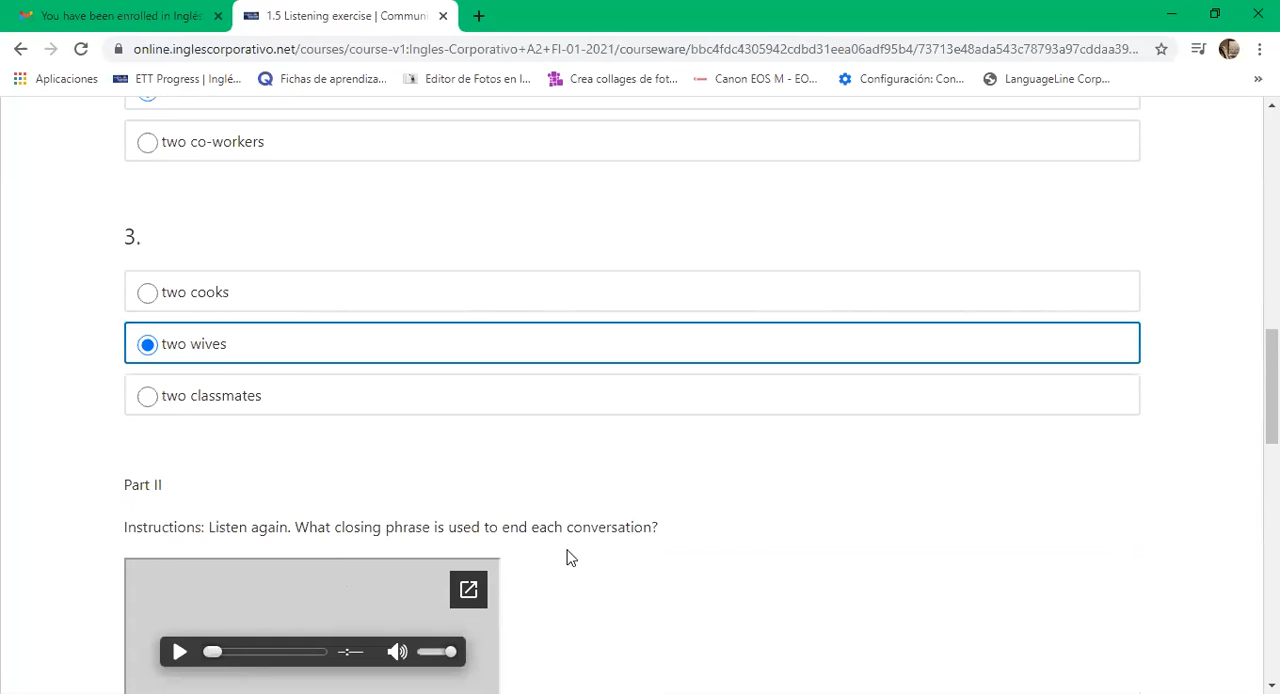 You have been enrolled in Inglés
1.5 Listening exercise | Communi
online.inglescorporativo.net/courses/course-v1:Ingles-Corporativo+A2+FI-01-2021/courseware/bbc4fdc4305942cdbd31eea06adf95b4/73713e48ada543c78793a97cddaa39...
Aplicaciones
ETT Progress | Inglé...
Fichas de aprendiza...
Editor de Fotos en l...
Crea collages de fot...
Canon EOS M - EO...
Configuración: Con...
LanguageLine Corp...
two co-workers
3.
two cooks
two wives
two classmates
Part II
Instructions: Listen again. What closing phrase is used to end each conversation?